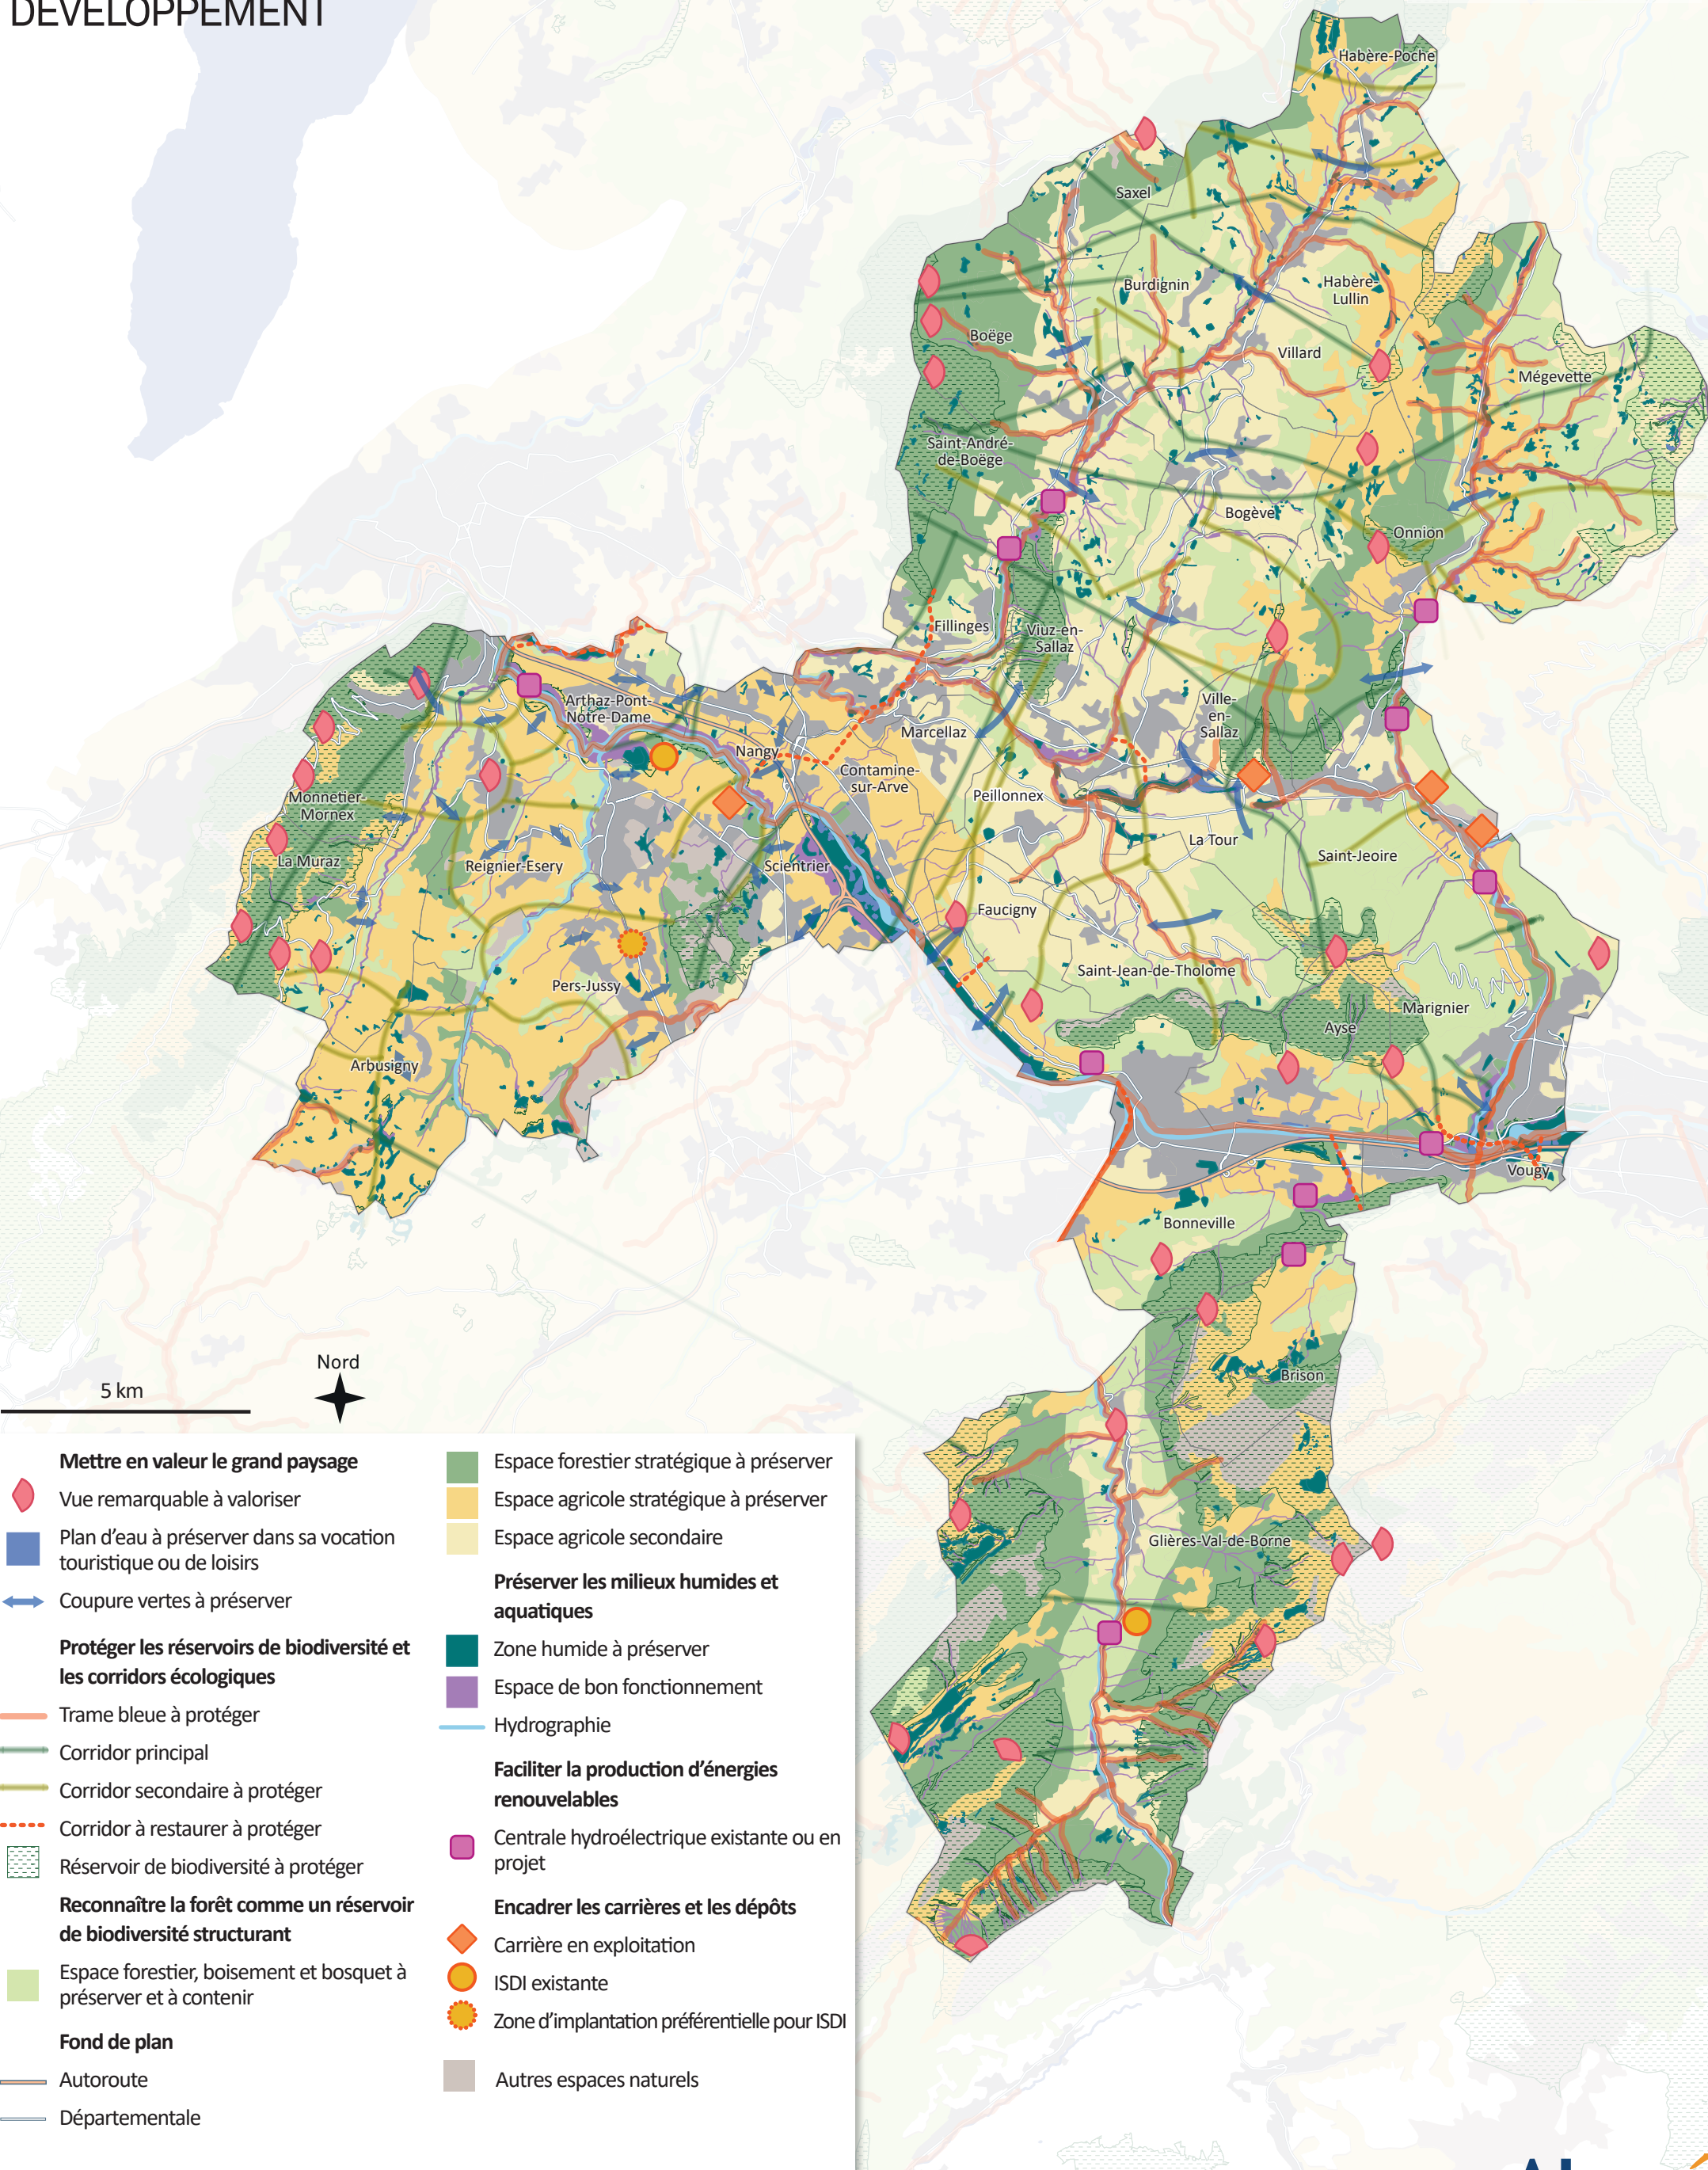 DÉVELOPPEMENT
Habère-Poche
Saxel
Burdignin
Habère-
Lullin
Boëge
Villard
Mégevette
Saint-André-
de-Boëge
Bogève
Onnion
Fillinges
Viuz-en-
Sallaz
Arthaz-Pont-
Notre-Dame
Ville-
en-
Sallaz
Marcellaz
Nangy
Contamine-
sur-Arve
Peillonnex
Monnetier-
Mornex
La Tour
Saint-Jeoire
La Muraz
Reignier-Esery
Scientrier
Faucigny
Saint-Jean-de-Tholome
Pers-Jussy
Marignier
Ayse
Arbusigny
Vougy
Bonneville
Brison
Glières-Val-de-Borne
Nord
5 km
Mettre en valeur le grand paysage
Vue remarquable à valoriser
Plan d’eau à préserver dans sa vocation
touristique ou de loisirs
Coupure vertes à préserver
Protéger les réservoirs de biodiversité et
les corridors écologiques
Trame bleue à protéger
Corridor principal
Corridor secondaire à protéger
Corridor à restaurer à protéger
Réservoir de biodiversité à protéger
Reconnaître la forêt comme un réservoir
de biodiversité structurant
Espace forestier, boisement et bosquet à
préserver et à contenir
Fond de plan
Autoroute
Départementale
Espace forestier stratégique à préserver
Espace agricole stratégique à préserver
Espace agricole secondaire
Préserver les milieux humides et
aquatiques
Zone humide à préserver
Espace de bon fonctionnement
Hydrographie
Faciliter la production d’énergies
renouvelables
Centrale hydroélectrique existante ou en
projet
Encadrer les carrières et les dépôts
Carrière en exploitation
ISDI existante
Zone d’implantation préférentielle pour ISDI
Autres espaces naturels